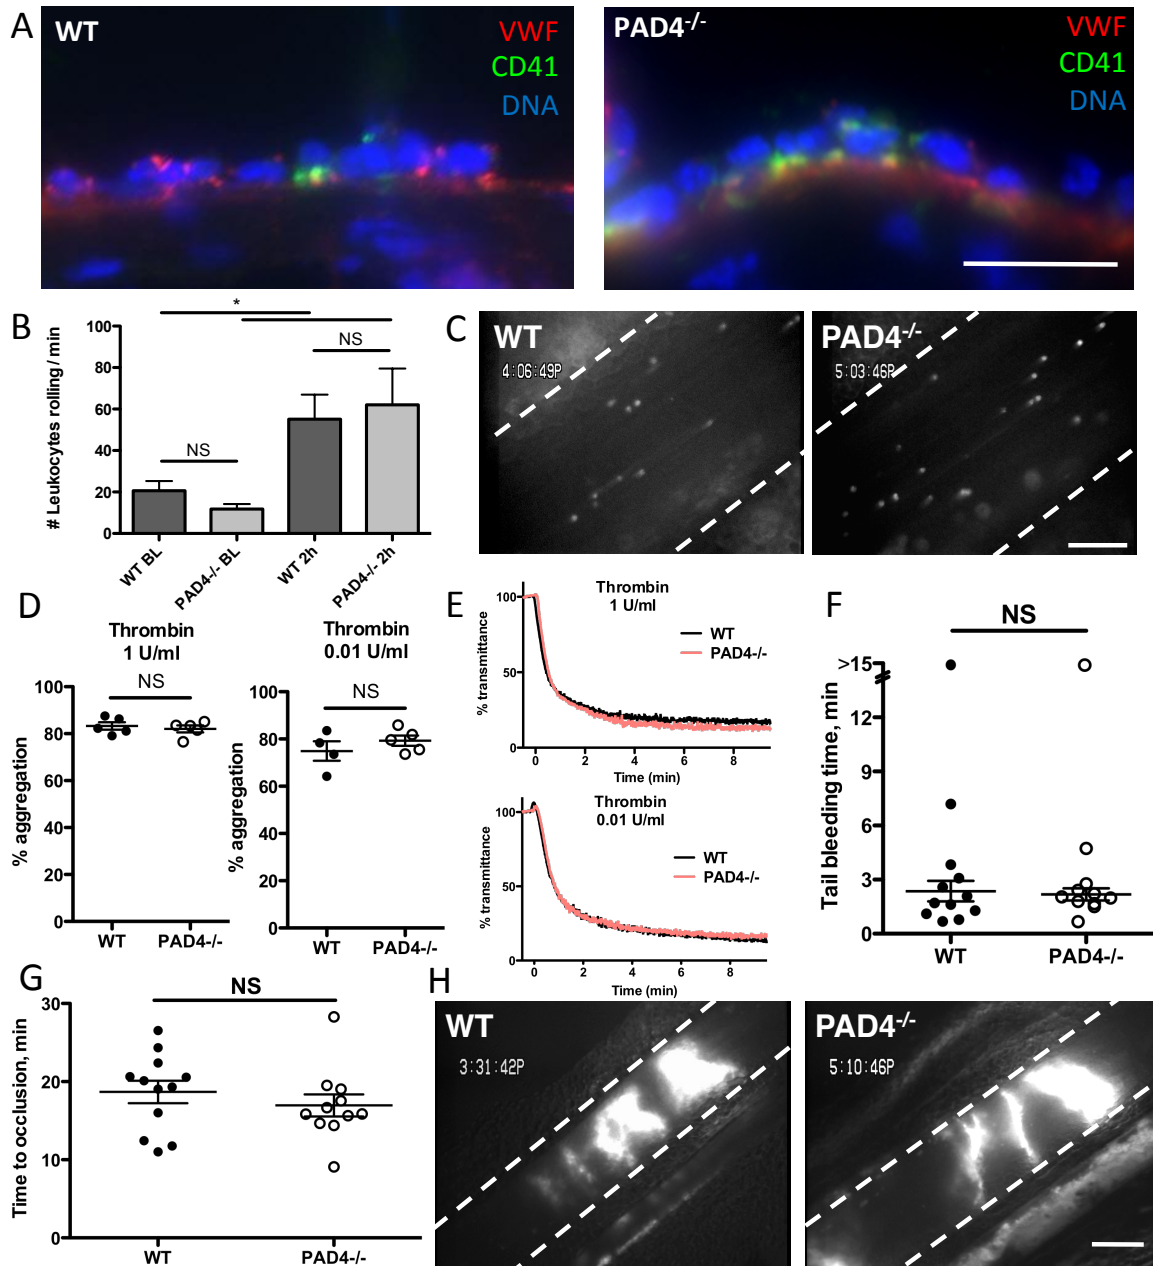 A
WT
VWF
CD41
DNA
PAD4-/-
VWF
CD41
DNA
B
# Leukocytes rolling / min
100
80
60
40
20
0
*
NS
NS
WT BL
PAD4-/- BL
WT 2h
PAD4-/- 2h
C
WT
4:06:49P
PAD4-/-
5:03:46P
D
Thrombin
1 U/ml
NS
% aggregation
100
80
60
40
20
0
WT
PAD4-/-
Thrombin
0.01 U/ml
NS
% aggregation
100
80
60
40
20
0
WT
PAD4-/-
E
Thrombin
1 U/ml
WT
PAD4-/-
% transmittance
100
50
0
0 2 4 6 8
Time (min)
Thrombin
0.01 U/ml
WT
PAD4-/-
% transmittance
100
50
0
0 2 4 6 8
Time (min)
F
NS
Tail bleeding time, min
>15
12
9
6
3
0
WT
PAD4-/-
G
NS
Time to occlusion, min
30
20
10
0
WT
PAD4-/-
H
WT
3:31:42P
PAD4-/-
5:10:46P